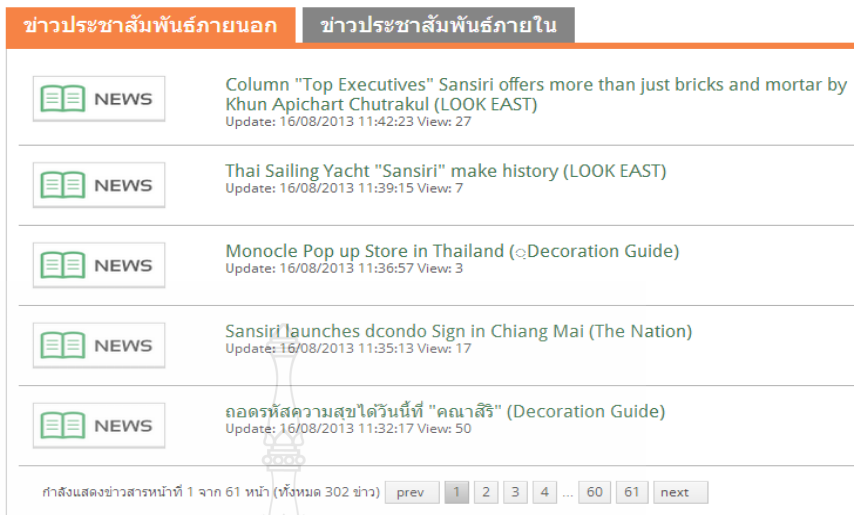 ข่าวประชาสัมพันธ์ภายนอก ข่าวประชาสัมพันธ์ภายใน
NEWS
Column "Top Executives" Sansiri offers more than just bricks and mortar by
Khun Apichart Chutrakul (LOOK EAST)
Update: 16/08/2013 11:42:23 View: 27
NEWS
Thai Sailing Yacht "Sansiri" make history (LOOK EAST)
Update: 16/08/2013 11:39:15 View: 7
NEWS
Monocle Pop up Store in Thailand (ฺDecoration Guide)
Update: 16/08/2013 11:36:57 View: 3
NEWS
Sansiri launches dcondo Sign in Chiang Mai (The Nation)
Update: 16/08/2013 11:35:13 View: 17
NEWS
ถอดรหัสความสุขได้วันนี้ที่ "คณาสิริ" (Decoration Guide)
Update: 16/08/2013 11:32:17 View: 50
กำลังแสดงข่าวสารหน้าที่ 1 จาก 61 หน้า (ทั้งหมด 302 ข่าว) prev 1 2 3 4 ... 60 61 next